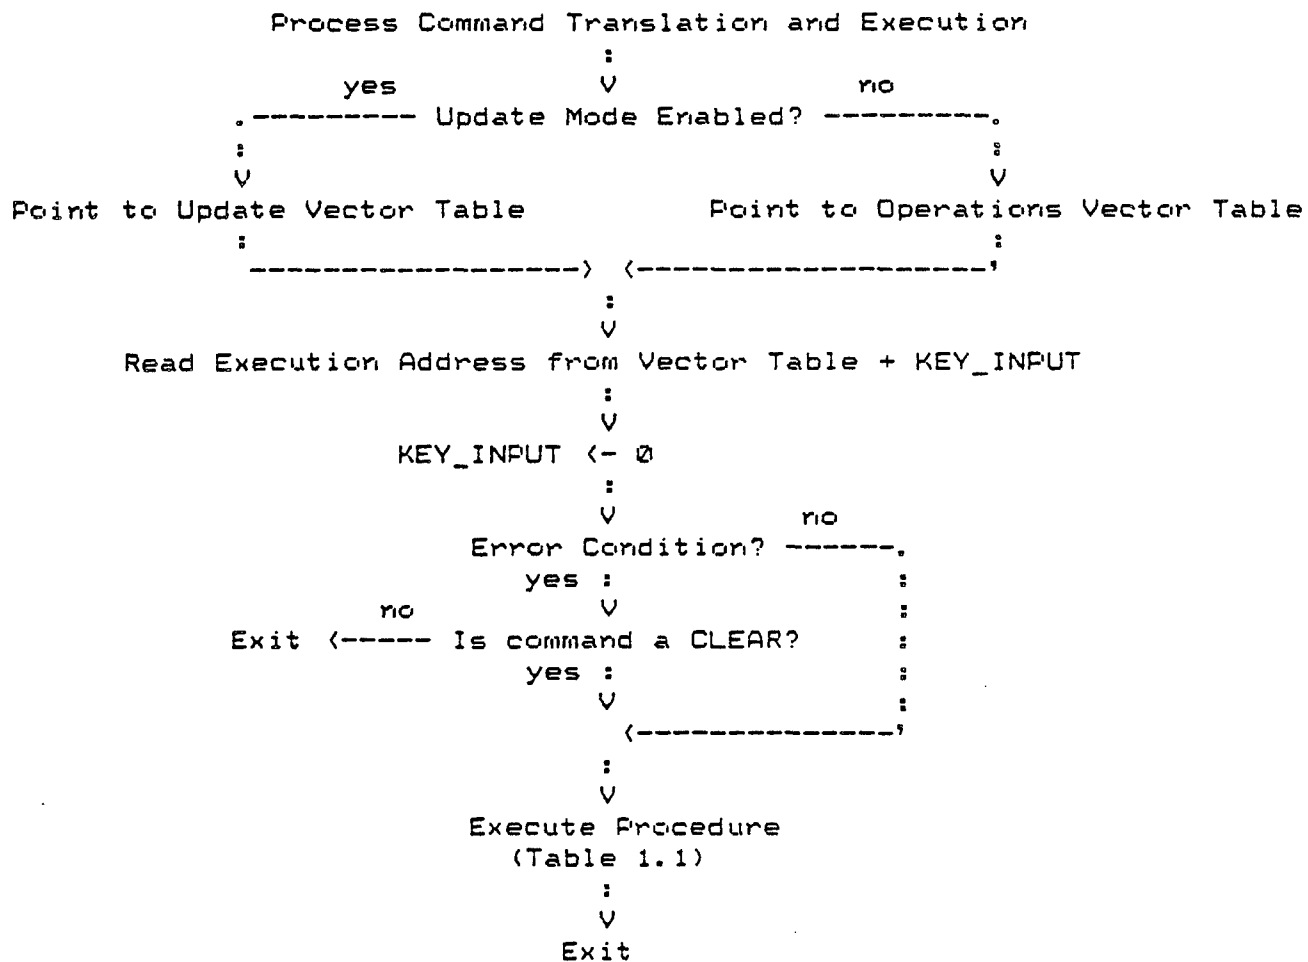 Process Command Translation and Execution
:
V
yes no
.--------- Update Mode Enabled? ---------.
: :
V V
Point to Update Vector Table Point to Operations Vector Table
: :
------------------> <-------------------'
:
V
Read Execution Address from Vector Table + KEY_INPUT
:
V
KEY_INPUT <- 0
:
V no
Error Condition? ------.
yes : :
no V :
Exit <----- Is command a CLEAR? :
yes : :
V :
<--------------'
:
V
Execute Procedure
(Table 1.1)
:
V
Exit